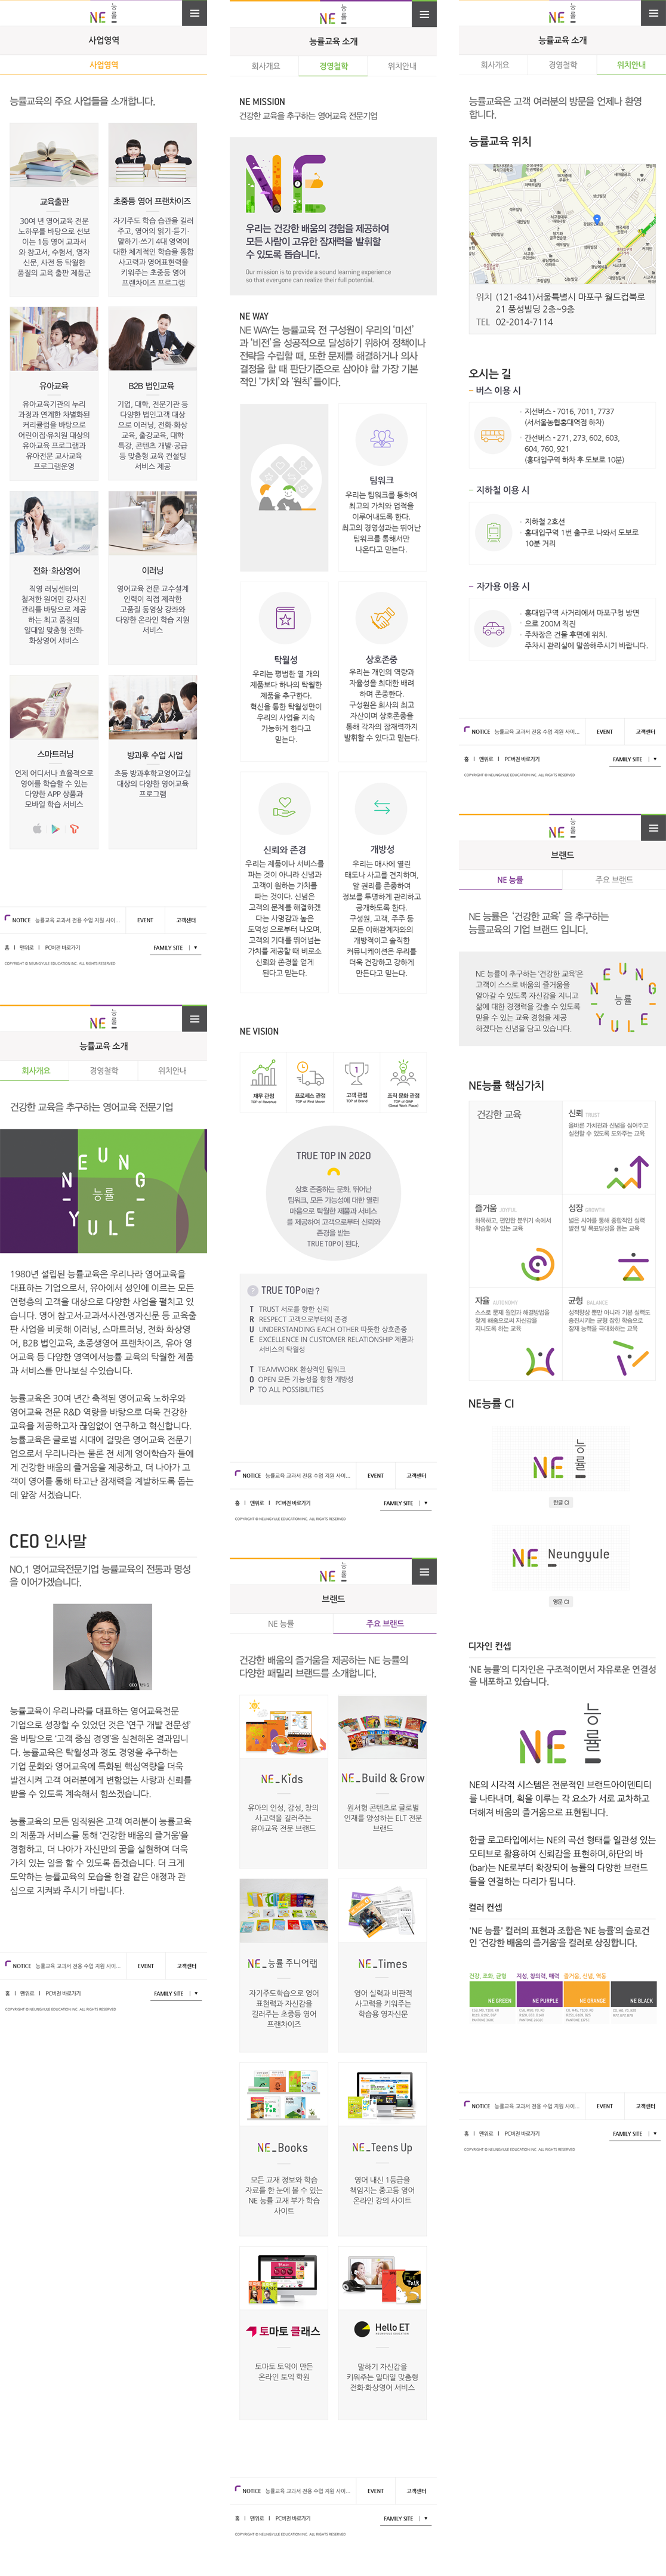 NE 능률
사업영역
사업영역
능률교육의 주요 사업들을 소개합니다.
교육출판
30여 년 영어교육 전문
노하우를 바탕으로 선보
이는 1등 영어 교과서
와 참고서, 수험서, 영자
신문, 사전 등 탁월한
품질의 교육 출판 제품군
초중등 영어 프랜차이즈
자기주도 학습 습관을 길러
주고, 영어의 읽기·듣기·
말하기·쓰기 4대 영역에
대한 체계적인 학습을 통합
사고력과 영어표현력을
키워주는 초중등 영어
프랜차이즈 프로그램
유아교육
유아교육기관의 누리
과정과 연계한 차별화된
커리큘럼을 바탕으로
어린이집·유치원 대상의
유아교육 프로그램과
유아전문 교사교육
프로그램운영
B2B 법인교육
기업, 대학, 전문기관 등
다양한 법인고객 대상
으로 이러닝, 전화·화상
교육, 출강교육, 대학
특강, 콘텐츠 개발·공급
등 맞춤형 교육 컨설팅
서비스 제공
전화·화상영어
직영 러닝센터의
철저한 원어민 강사진
관리를 바탕으로 제공
하는 최고 품질의
일대일 맞춤형 전화·
화상영어 서비스
이러닝
영어교육 전문 교수설계
인력이 직접 제작한
고품질 동영상 강좌와
다양한 온라인 학습 지원
서비스
스마트러닝
언제 어디서나 효율적으로
영어를 학습할 수 있는
다양한 APP 상품과
모바일 학습 서비스
방과후 수업 사업
초등 방과후학교영어교실
대상의 다양한 영어교육
프로그램
NOTICE 능률교육 교과서 전용 수업 지원 사이...
EVENT
고객센터
홈 | 맨위로 | PC버전 바로가기
FAMILY SITE | ▼
COPYRIGHT © NEUNGYULE EDUCATION INC. ALL RIGHTS RESERVED
NE 능률
능률교육 소개
회사개요
경영철학
위치안내
건강한 교육을 추구하는 영어교육 전문기업
NEUNG
능률
YULE
1980년 설립된 능률교육은 우리나라 영어교육을
대표하는 기업으로서, 유아에서 성인에 이르는 모든
연령층의 고객을 대상으로 다양한 사업을 펼치고 있
습니다. 영어 참고서·교과서·사전·영자신문 등 교육출
판 사업을 비롯해 이러닝, 스마트러닝, 전화 화상영
어, B2B 법인교육, 초중생영어 프랜차이즈, 유아 영
어교육 등 다양한 영역에서능률 교육의 탁월한 제품
과 서비스를 만나보실 수있습니다.
능률교육은 30여 년간 축적된 영어교육 노하우와
영어교육 전문 R&D 역량을 바탕으로 더욱 건강한
교육을 제공하고자 끊임없이 연구하고 혁신합니다.
능률교육은 글로벌 시대에 걸맞은 영어교육 전문기
업으로서 우리나라는 물론 전 세계 영어학습자 들에
게 건강한 배움의 즐거움을 제공하고, 더 나아가 고
객이 영어를 통해 타고난 잠재력을 계발하도록 돕는
데 앞장 서겠습니다.
CEO 인사말
NO.1 영어교육전문기업 능률교육의 전통과 명성
을 이어가겠습니다.
능률교육이 우리나라를 대표하는 영어교육전문
기업으로 성장할 수 있었던 것은 '연구 개발 전문성'
을 바탕으로 '고객 중심 경영'을 실천해온 결과입니
다. 능률교육은 탁월성과 정도 경영을 추구하는
기업 문화와 영어교육에 특화된 핵심역량을 더욱
발전시켜 고객 여러분에게 변함없는 사랑과 신뢰를
받을 수 있도록 계속해서 힘쓰겠습니다.
능률교육의 모든 임직원은 고객 여러분이 능률교육
의 제품과 서비스를 통해 '건강한 배움의 즐거움'을
경험하고, 더 나아가 자신만의 꿈을 실현하여 더욱
가치 있는 일을 할 수 있도록 돕겠습니다. 더 크게
도약하는 능률교육의 모습을 한결 같은 애정과 관
심으로 지켜봐 주시기 바랍니다.
NOTICE 능률교육 교과서 전용 수업 지원 사이...
EVENT
고객센터
홈 | 맨위로 | PC버전 바로가기
FAMILY SITE | ▼
COPYRIGHT © NEUNGYULE EDUCATION INC. ALL RIGHTS RESERVED
NE 능률
능률교육 소개
회사개요
경영철학
위치안내
NE MISSION
건강한 교육을 추구하는 영어교육 전문기업
NE
우리는 건강한 배움의 경험을 제공하여
모든 사람이 고유한 잠재력을 발휘할
수 있도록 돕습니다.
Our mission is to provide a sound learning experience
so that everyone can realize their full potential.
NE WAY
NE WAY는 능률교육 전 구성원이 우리의 '미션'
과 '비전'을 성공적으로 달성하기 위하여 정책이나
전략을 수립할 때, 또한 문제를 해결하거나 의사
결정을 할 때 판단기준으로 삼아야 할 가장 기본
적인 '가치'와 '원칙'들이다.
팀워크
우리는 팀워크를 통하여
최고의 가치와 업적을
이루어내도록 한다.
최고의 경영성과는 뛰어난
팀워크를 통해서만
나온다고 믿는다.
탁월성
우리는 평범한 열 개의
제품보다 하나의 탁월한
제품을 추구한다.
혁신을 통한 탁월성만이
우리의 사업을 지속
가능하게 한다고
믿는다.
상호존중
우리는 개인의 역량과
자율성을 최대한 배려
하며 존중한다.
구성원은 회사의 최고
자산이며 상호존중을
통해 각자의 잠재력까지
발휘할 수 있다고 믿는다.
신뢰와 존경
우리는 제품이나 서비스를
파는 것이 아니라 신념과
고객이 원하는 가치를
파는 것이다. 신념은
고객의 문제를 해결하겠
다는 사명감과 높은
도덕성 으로부터 나오며,
고객의 기대를 뛰어넘는
가치를 제공할 때 비로소
신뢰와 존경을 얻게
된다고 믿는다.
개방성
우리는 매사에 열린
태도나 사고를 견지하며,
알 권리를 존중하여
정보를 투명하게 관리하고
공개하도록 한다.
구성원, 고객, 주주 등
모든 이해관계자와의
개방적이고 솔직한
커뮤니케이션은 우리를
더욱 건강하고 강하게
만든다고 믿는다.
NE VISION
재무 관점
TOP of Revenue
프로세스 관점
TOP of First Mover
고객 관점
TOP of Brand
조직 문화 관점
TOP of GWP
(Great Work Place)
TRUE TOP IN 2020
상호 존중하는 문화, 뛰어난
팀워크, 모든 가능성에 대한 열린
마음으로 탁월한 제품과 서비스
를 제공하여 고객으로부터 신뢰와
존경을 받는
TRUE TOP이 된다.
? TRUE TOP이란?
T TRUST 서로를 향한 신뢰
R RESPECT 고객으로부터의 존경
U UNDERSTANDING EACH OTHER 따뜻한 상호존중
E EXCELLENCE IN CUSTOMER RELATIONSHIP 제품과
서비스의 탁월성
T TEAMWORK 환상적인 팀워크
O OPEN 모든 가능성을 향한 개방성
P TO ALL POSSIBILITIES
NOTICE 능률교육 교과서 전용 수업 지원 사이...
EVENT
고객센터
홈 | 맨위로 | PC버전 바로가기
FAMILY SITE | ▼
COPYRIGHT © NEUNGYULE EDUCATION INC. ALL RIGHTS RESERVED
NE 능률
브랜드
NE 능률
주요 브랜드
건강한 배움의 즐거움을 제공하는 NE 능률의
다양한 패밀리 브랜드를 소개합니다.
NE_Kids
유아의 인성, 감성, 창의
사고력을 길러주는
유아교육 전문 브랜드
NE_Build & Grow
원서형 콘텐츠로 글로벌
인재를 양성하는 ELT 전문
브랜드
NE_능률 주니어랩
자기주도학습으로 영어
표현력과 자신감을
길러주는 초중등 영어
프랜차이즈
NE_Times
영어 실력과 비판적
사고력을 키워주는
학습용 영자신문
NE_Books
모든 교재 정보와 학습
자료를 한 눈에 볼 수 있는
NE 능률 교재 부가 학습
사이트
NE_Teens Up
영어 내신 1등급을
책임지는 중고등 영어
온라인 강의 사이트
토마토 클래스
토마토 토익이 만든
온라인 토익 학원
Hello ET
말하기 자신감을
키워주는 일대일 맞춤형
전화·화상영어 서비스
NOTICE 능률교육 교과서 전용 수업 지원 사이...
EVENT
고객센터
홈 | 맨위로 | PC버전 바로가기
FAMILY SITE | ▼
COPYRIGHT © NEUNGYULE EDUCATION INC. ALL RIGHTS RESERVED
NE 능률
능률교육 소개
회사개요
경영철학
위치안내
능률교육은 고객 여러분의 방문을 언제나 환영
합니다.
능률교육 위치
위치 (121-841)서울특별시 마포구 월드컵북로
21 풍성빌딩 2층~9층
TEL 02-2014-7114
오시는 길
버스 이용 시
지선버스 - 7016, 7011, 7737
(서서울농협홍대역점 하차)
간선버스 - 271, 273, 602, 603,
604, 760, 921
(홍대입구역 하차 후 도보로 10분)
지하철 이용 시
지하철 2호선
홍대입구역 1번 출구로 나와서 도보로
10분 거리
자가용 이용 시
홍대입구역 사거리에서 마포구청 방면
으로 200M 직진
주차장은 건물 후면에 위치.
주차시 관리실에 말씀해주시기 바랍니다.
NOTICE 능률교육 교과서 전용 수업 지원 사이...
EVENT
고객센터
홈 | 맨위로 | PC버전 바로가기
FAMILY SITE | ▼
COPYRIGHT © NEUNGYULE EDUCATION INC. ALL RIGHTS RESERVED
NE 능률
브랜드
NE 능률
주요 브랜드
NE 능률은 '건강한 교육' 을 추구하는
능률교육의 기업 브랜드 입니다.
NE 능률이 추구하는 '건강한 교육'은
고객이 스스로 배움의 즐거움을
알아갈 수 있도록 자신감을 지니고
삶에 대한 경쟁력을 갖출 수 있도록
믿을 수 있는 교육 경험을 제공
하겠다는 신념을 담고 있습니다.
NEUNG
능률
YULE
NE능률 핵심가치
건강한 교육
신뢰 TRUST
올바른 가치관과 신념을 심어주고
실천할 수 있도록 도와주는 교육
즐거움 JOYFUL
화목하고, 편안한 분위기 속에서
학습할 수 있는 교육
성장 GROWTH
넓은 시야를 통해 종합적인 실력
발전 및 목표달성을 돕는 교육
자율 AUTONOMY
스스로 문제 원인과 해결방법을
찾게 해줌으로써 자신감을
지니도록 하는 교육
균형 BALANCE
성적향상 뿐만 아니라 기본 실력도
증진시키는 균형 잡힌 학습으로
잠재 능력을 극대화하는 교육
NE능률 CI
NE 능률
한글 CI
NE Neungyule
영문 CI
디자인 컨셉
'NE 능률'의 디자인은 구조적이면서 자유로운 연결성
을 내포하고 있습니다.
NE 능률
NE의 시각적 시스템은 전문적인 브랜드아이덴티티
를 나타내며, 획을 이루는 각 요소가 서로 교차하고
더해져 배움의 즐거움으로 표현됩니다.
한글 로고타입에서는 NE의 곡선 형태를 일관성 있는
모티브로 활용하여 신뢰감을 표현하며,하단의 바
(bar)는 NE로부터 확장되어 능률의 다양한 브랜드
들을 연결하는 다리가 됩니다.
컬러 컨셉
'NE 능률' 컬러의 표현과 조합은 'NE 능률'의 슬로건
인 '건강한 배움의 즐거움'을 컬러로 상징합니다.
건강, 조화, 균형
지성, 창의력, 매력
즐거움, 신념, 역동
NE GREEN
NE PURPLE
NE ORANGE
NE BLACK
NOTICE 능률교육 교과서 전용 수업 지원 사이...
EVENT
고객센터
홈 | 맨위로 | PC버전 바로가기
FAMILY SITE | ▼
COPYRIGHT © NEUNGYULE EDUCATION INC. ALL RIGHTS RESERVED